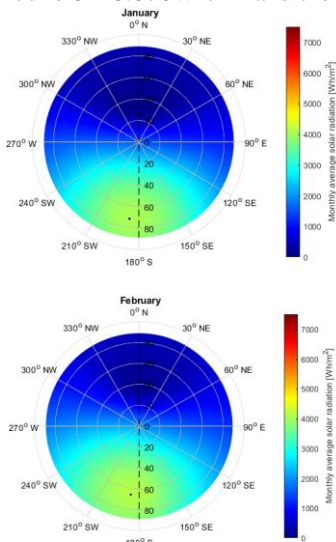 January
0° N
330° NW
30° NE
300° NW
60° NE
270° W
0
90° E
20
40
60
80
240° SW
120° SE
210° SW
150° SE
180° S
7000
6000
5000
4000
3000
2000
1000
0
Monthly average solar radiation [Wh/m²]
February
0° N
330° NW
30° NE
300° NW
60° NE
270° W
0
90° E
20
40
60
80
240° SW
120° SE
210° SW
150° SE
7000
6000
5000
4000
3000
2000
1000
0
Monthly average solar radiation [Wh/m²]